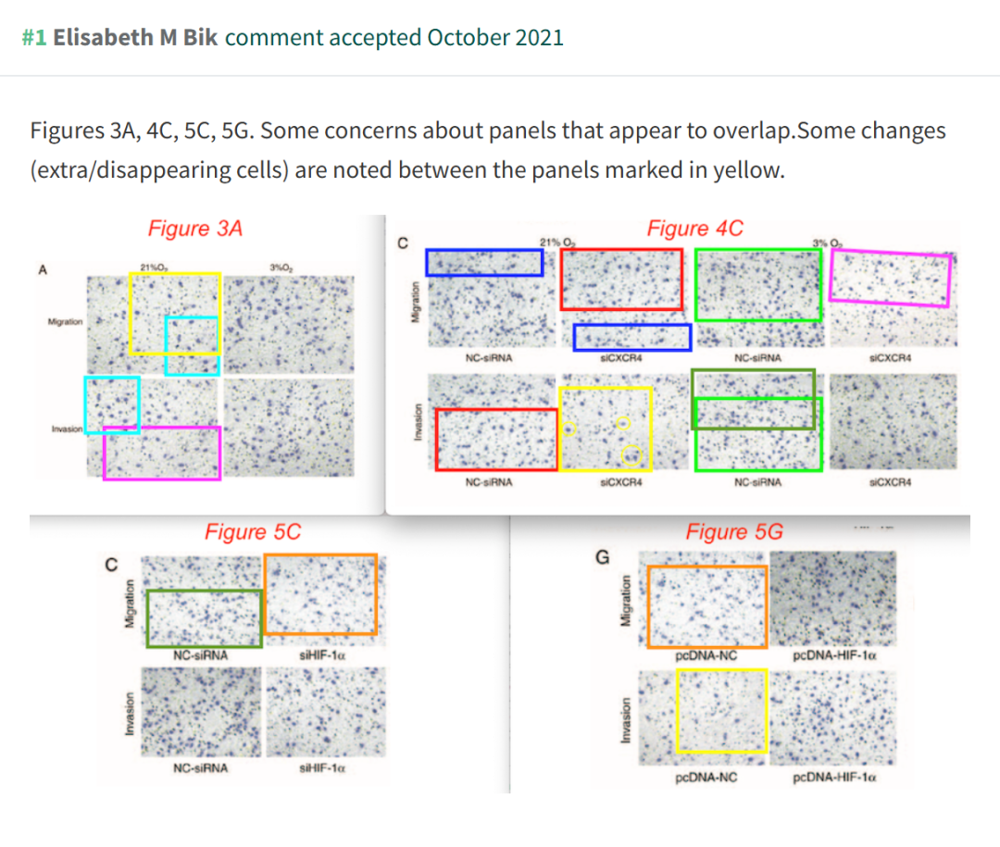 #1 Elisabeth M Bik comment accepted October 2021
Figures 3A, 4C, 5C, 5G. Some concerns about panels that appear to overlap.Some changes
(extra/disappearing cells) are noted between the panels marked in yellow.
Figure 3A
A
21%O₂
3%O₂
Migration
Invasion
Figure 4C
C
21% O₂
3% O₂
Migration
NC-siRNA
siCXCR4
NC-siRNA
siCXCR4
Invasion
NC-siRNA
siCXCR4
NC-siRNA
siCXCR4
Figure 5C
C
Migration
NC-siRNA
siHIF-1α
Invasion
NC-siRNA
siHIF-1α
Figure 5G
G
Migration
pcDNA-NC
pcDNA-HIF-1α
Invasion
pcDNA-NC
pcDNA-HIF-1α